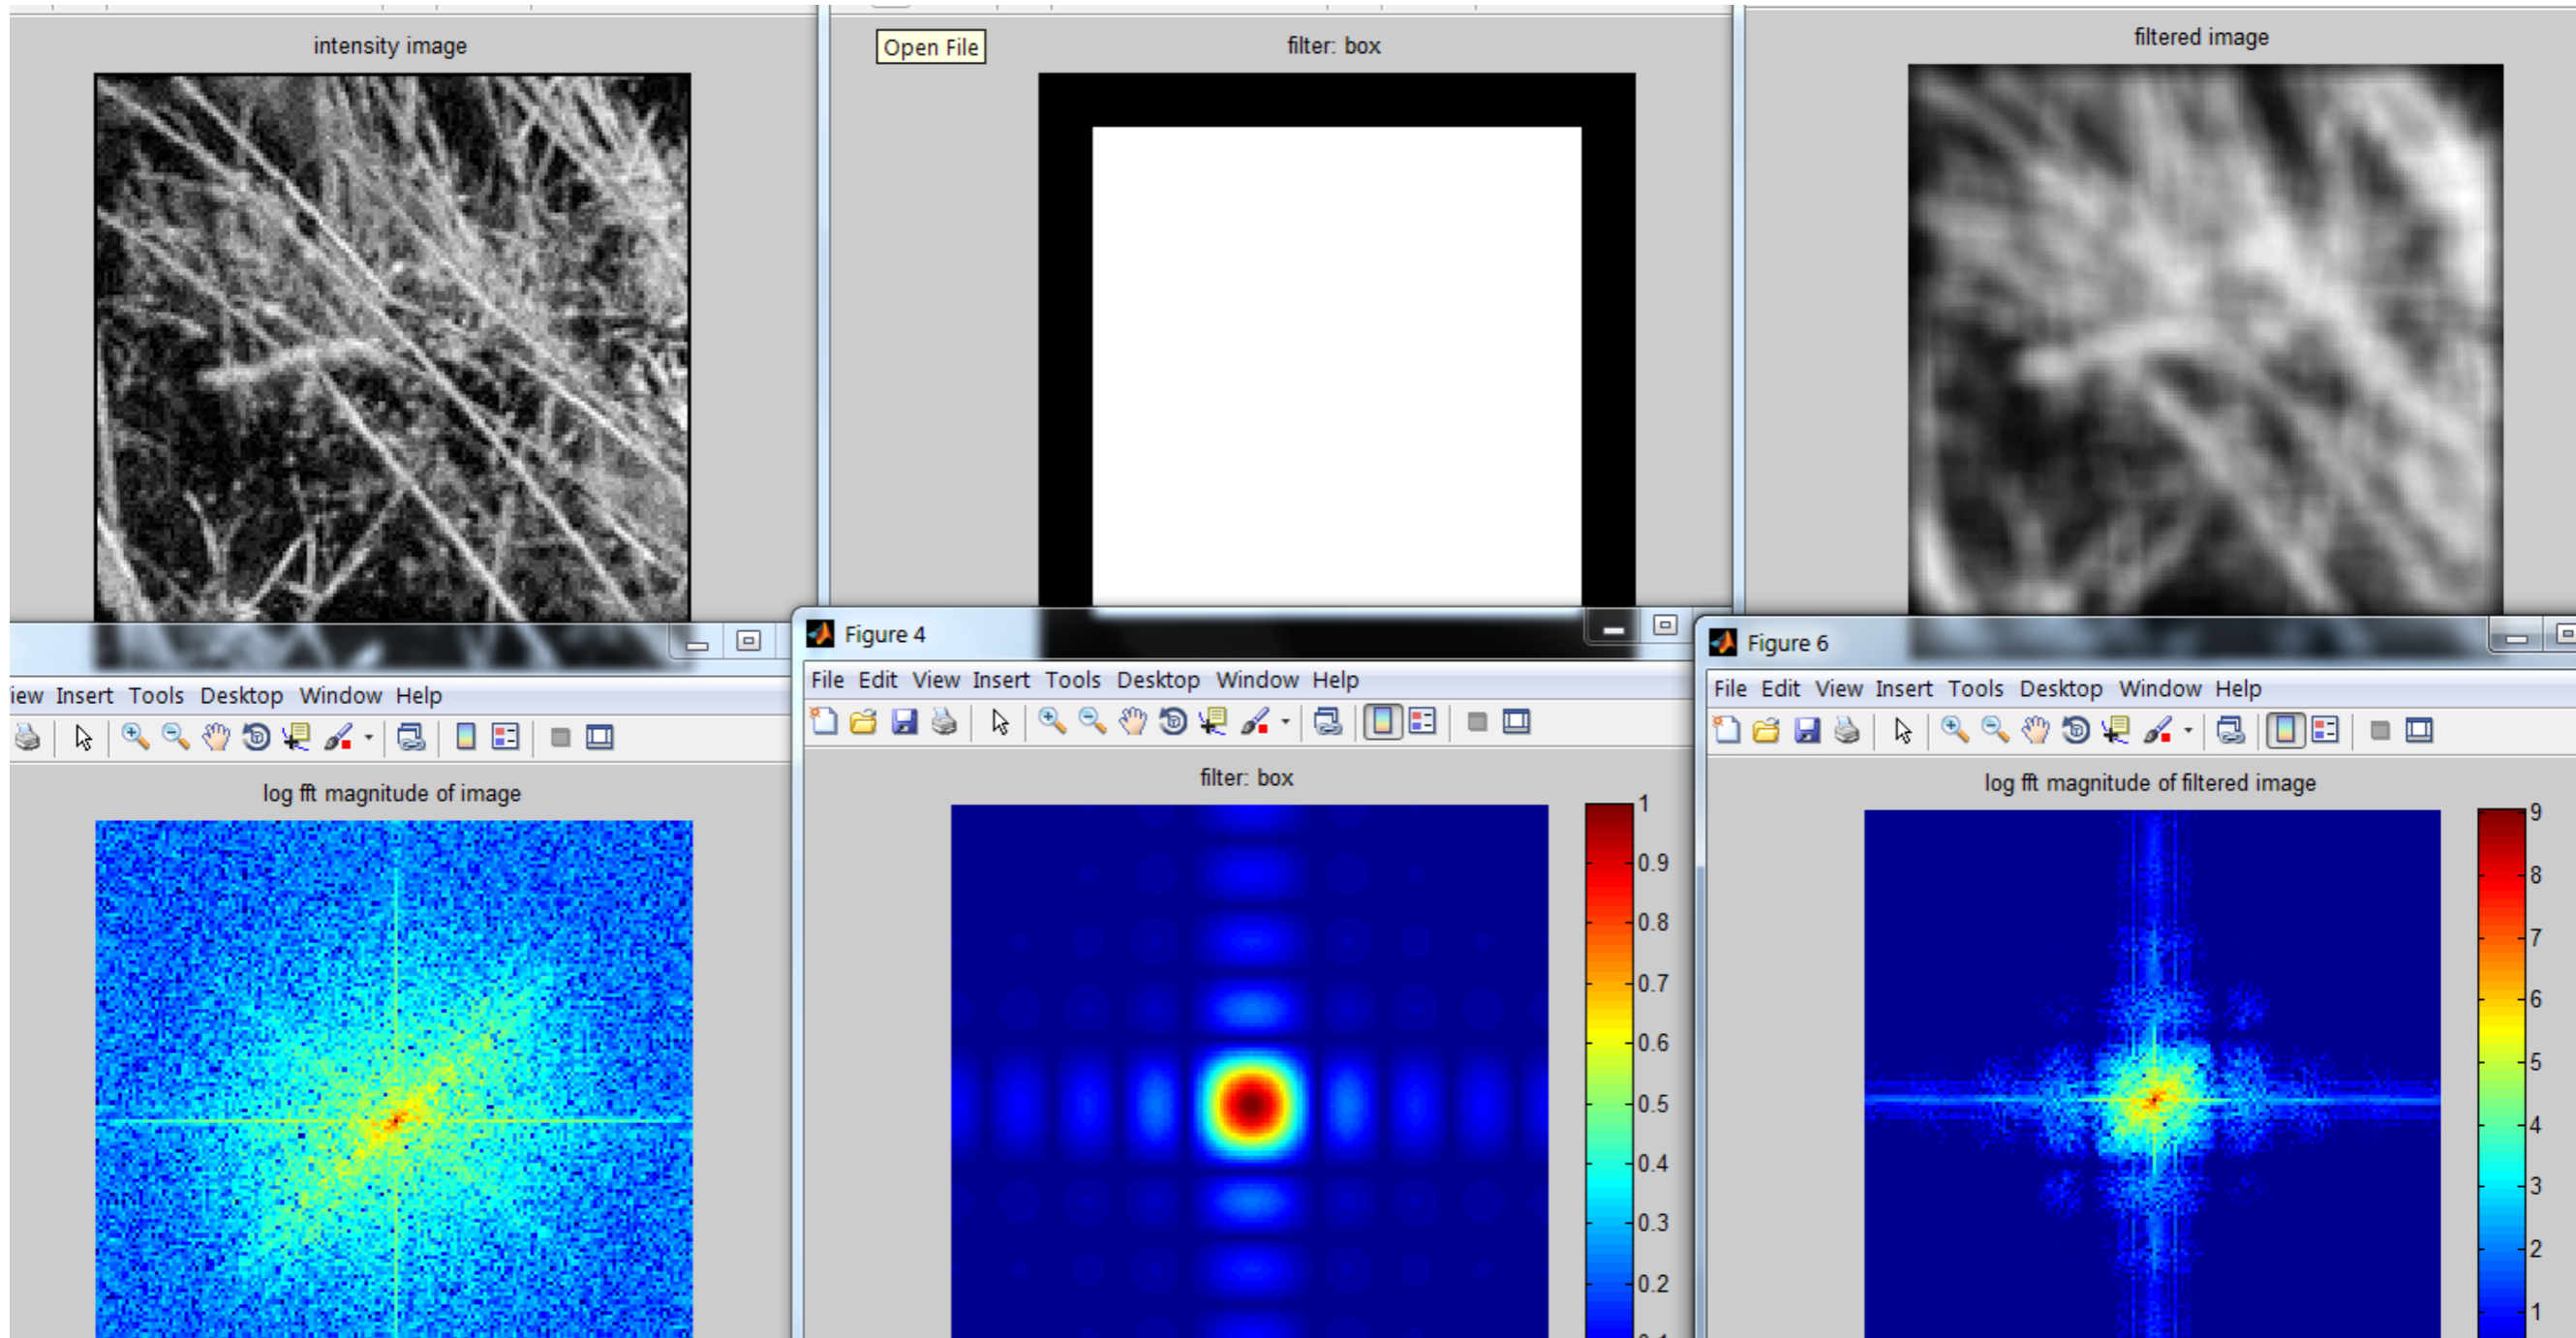 intensity image
Open File
filter: box
filtered image
Figure 4
Figure 6
iew Insert Tools Desktop Window Help
File Edit View Insert Tools Desktop Window Help
File Edit View Insert Tools Desktop Window Help
log fft magnitude of image
filter: box
1
0.9
0.8
0.7
0.6
0.5
0.4
0.3
0.2
log fft magnitude of filtered image
9
8
7
6
5
4
3
2
1